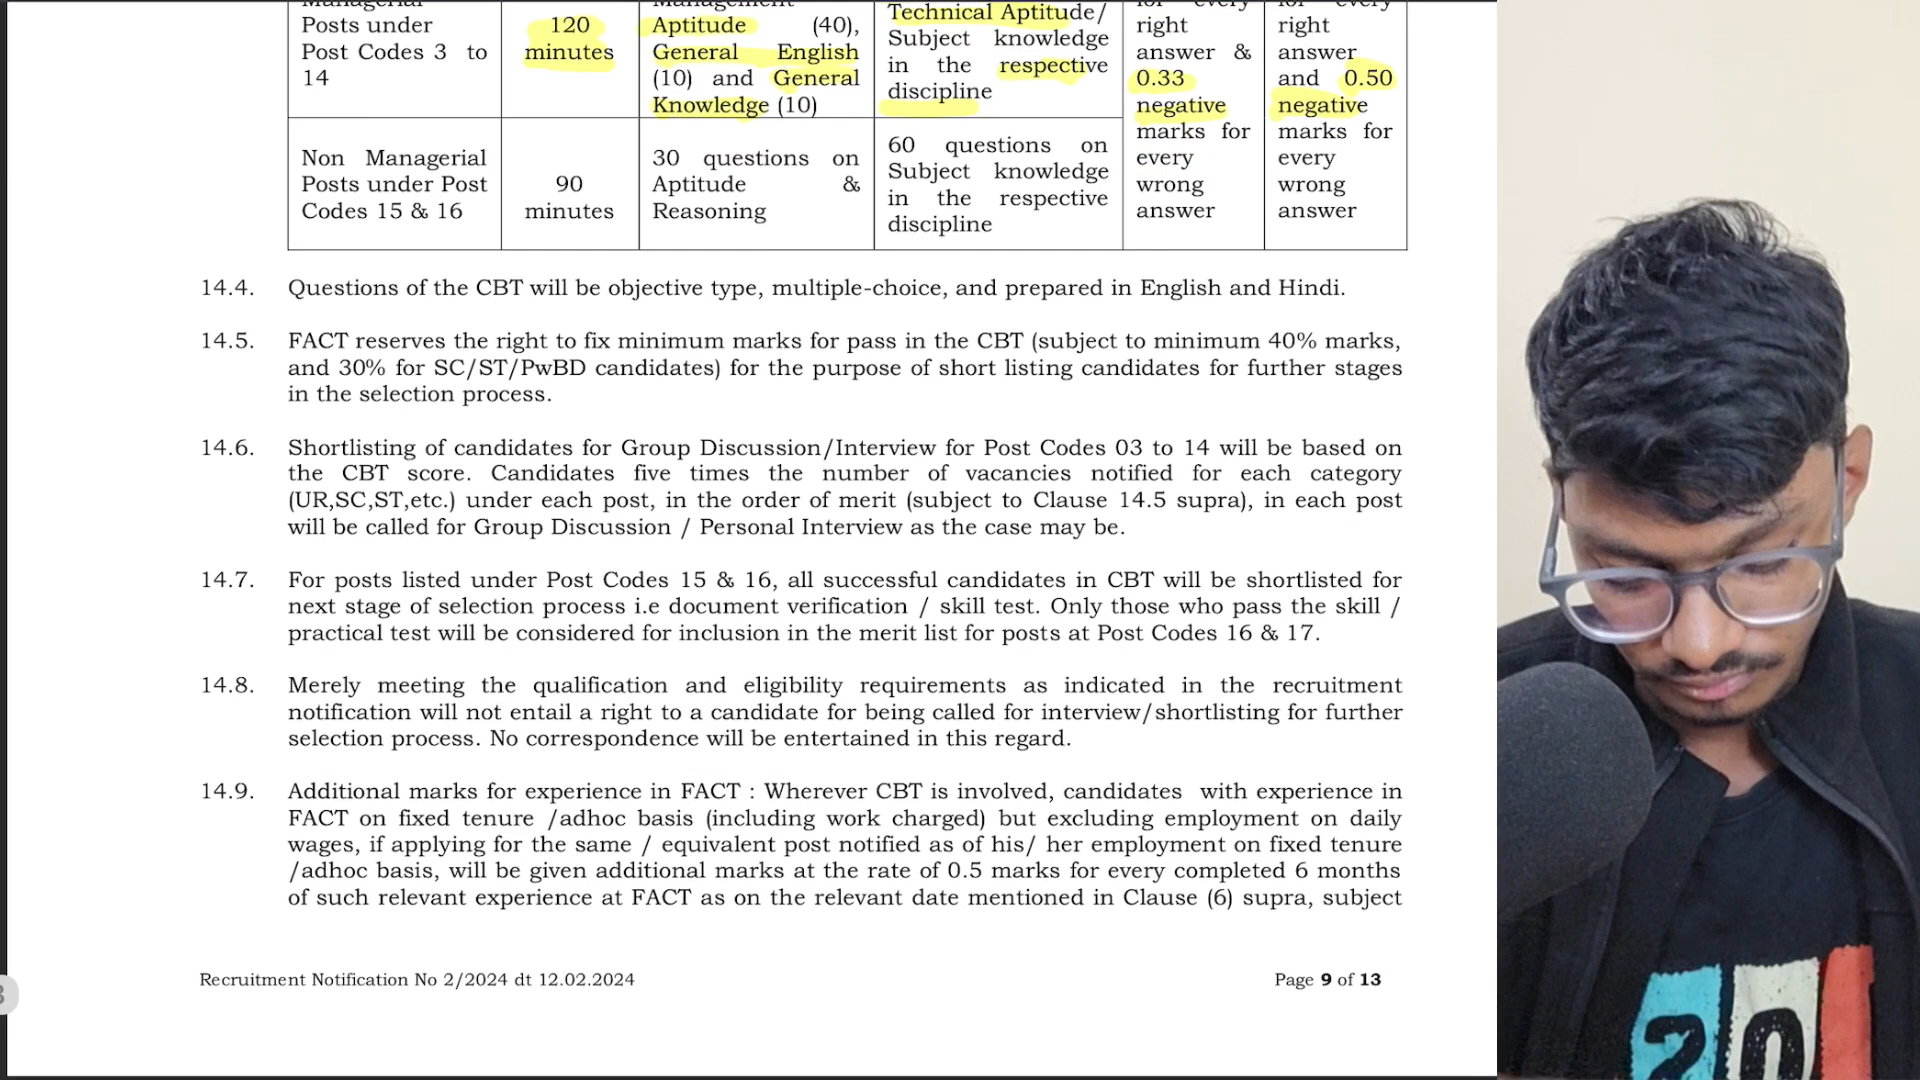 Managerial
Posts under
Post Codes 3 to
14
120
minutes
Management
Aptitude (40),
General English
(10) and General
Knowledge (10)
Technical Aptitude/
Subject knowledge
in the respective
discipline
for every
right
answer &
0.33
negative
marks for
every
wrong
answer
for every
right
answer
and 0.50
negative
marks for
every
wrong
answer
Non Managerial
Posts under Post
Codes 15 & 16
90
minutes
30 questions on
Aptitude &
Reasoning
60 questions on
Subject knowledge
in the respective
discipline
14.4. Questions of the CBT will be objective type, multiple-choice, and prepared in English and Hindi.
14.5. FACT reserves the right to fix minimum marks for pass in the CBT (subject to minimum 40% marks,
and 30% for SC/ST/PwBD candidates) for the purpose of short listing candidates for further stages
in the selection process.
14.6. Shortlisting of candidates for Group Discussion/Interview for Post Codes 03 to 14 will be based on
the CBT score. Candidates five times the number of vacancies notified for each category
(UR,SC,ST,etc.) under each post, in the order of merit (subject to Clause 14.5 supra), in each post
will be called for Group Discussion / Personal Interview as the case may be.
14.7. For posts listed under Post Codes 15 & 16, all successful candidates in CBT will be shortlisted for
next stage of selection process i.e document verification / skill test. Only those who pass the skill /
practical test will be considered for inclusion in the merit list for posts at Post Codes 16 & 17.
14.8. Merely meeting the qualification and eligibility requirements as indicated in the recruitment
notification will not entail a right to a candidate for being called for interview/shortlisting for further
selection process. No correspondence will be entertained in this regard.
14.9. Additional marks for experience in FACT : Wherever CBT is involved, candidates with experience in
FACT on fixed tenure /adhoc basis (including work charged) but excluding employment on daily
wages, if applying for the same / equivalent post notified as of his/ her employment on fixed tenure
/adhoc basis, will be given additional marks at the rate of 0.5 marks for every completed 6 months
of such relevant experience at FACT as on the relevant date mentioned in Clause (6) supra, subject
Recruitment Notification No 2/2024 dt 12.02.2024
Page 9 of 13
20